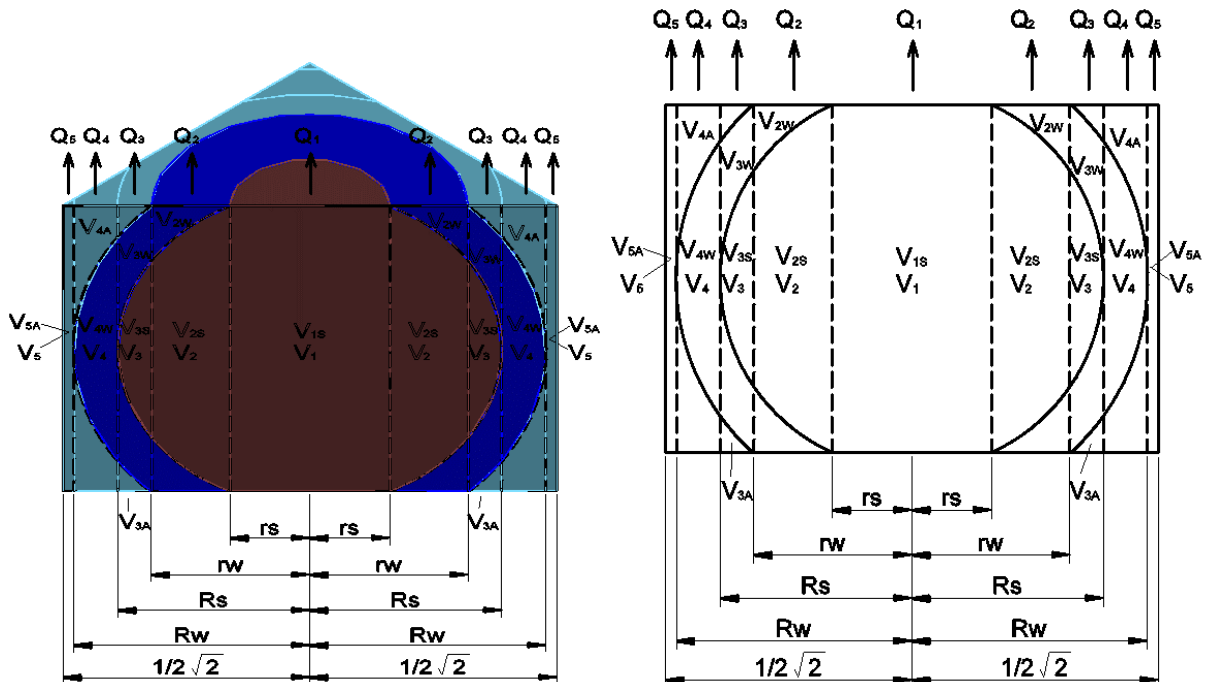 Q5 Q4 Q3 Q2 Q1 Q2 Q3 Q4 Q5
V4A V2W V2W V4A
V3W V3W
V5A V4W V3S V2S V1S V2S V3S V4W V5A
V5 V4 V3 V2 V1 V2 V3 V4 V5
V3A V3A
rs rs
rw rw
Rs Rs
Rw Rw
1/2 √2 1/2 √2
Q5 Q4 Q3 Q2 Q1 Q2 Q3 Q4 Q5
V4A V2W V2W V4A
V3W V3W
V5A V4W V3S V2S V1S V2S V3S V4W V5A
V5 V4 V3 V2 V1 V2 V3 V4 V5
V3A V3A
rs rs
rw rw
Rs Rs
Rw Rw
1/2 √2 1/2 √2